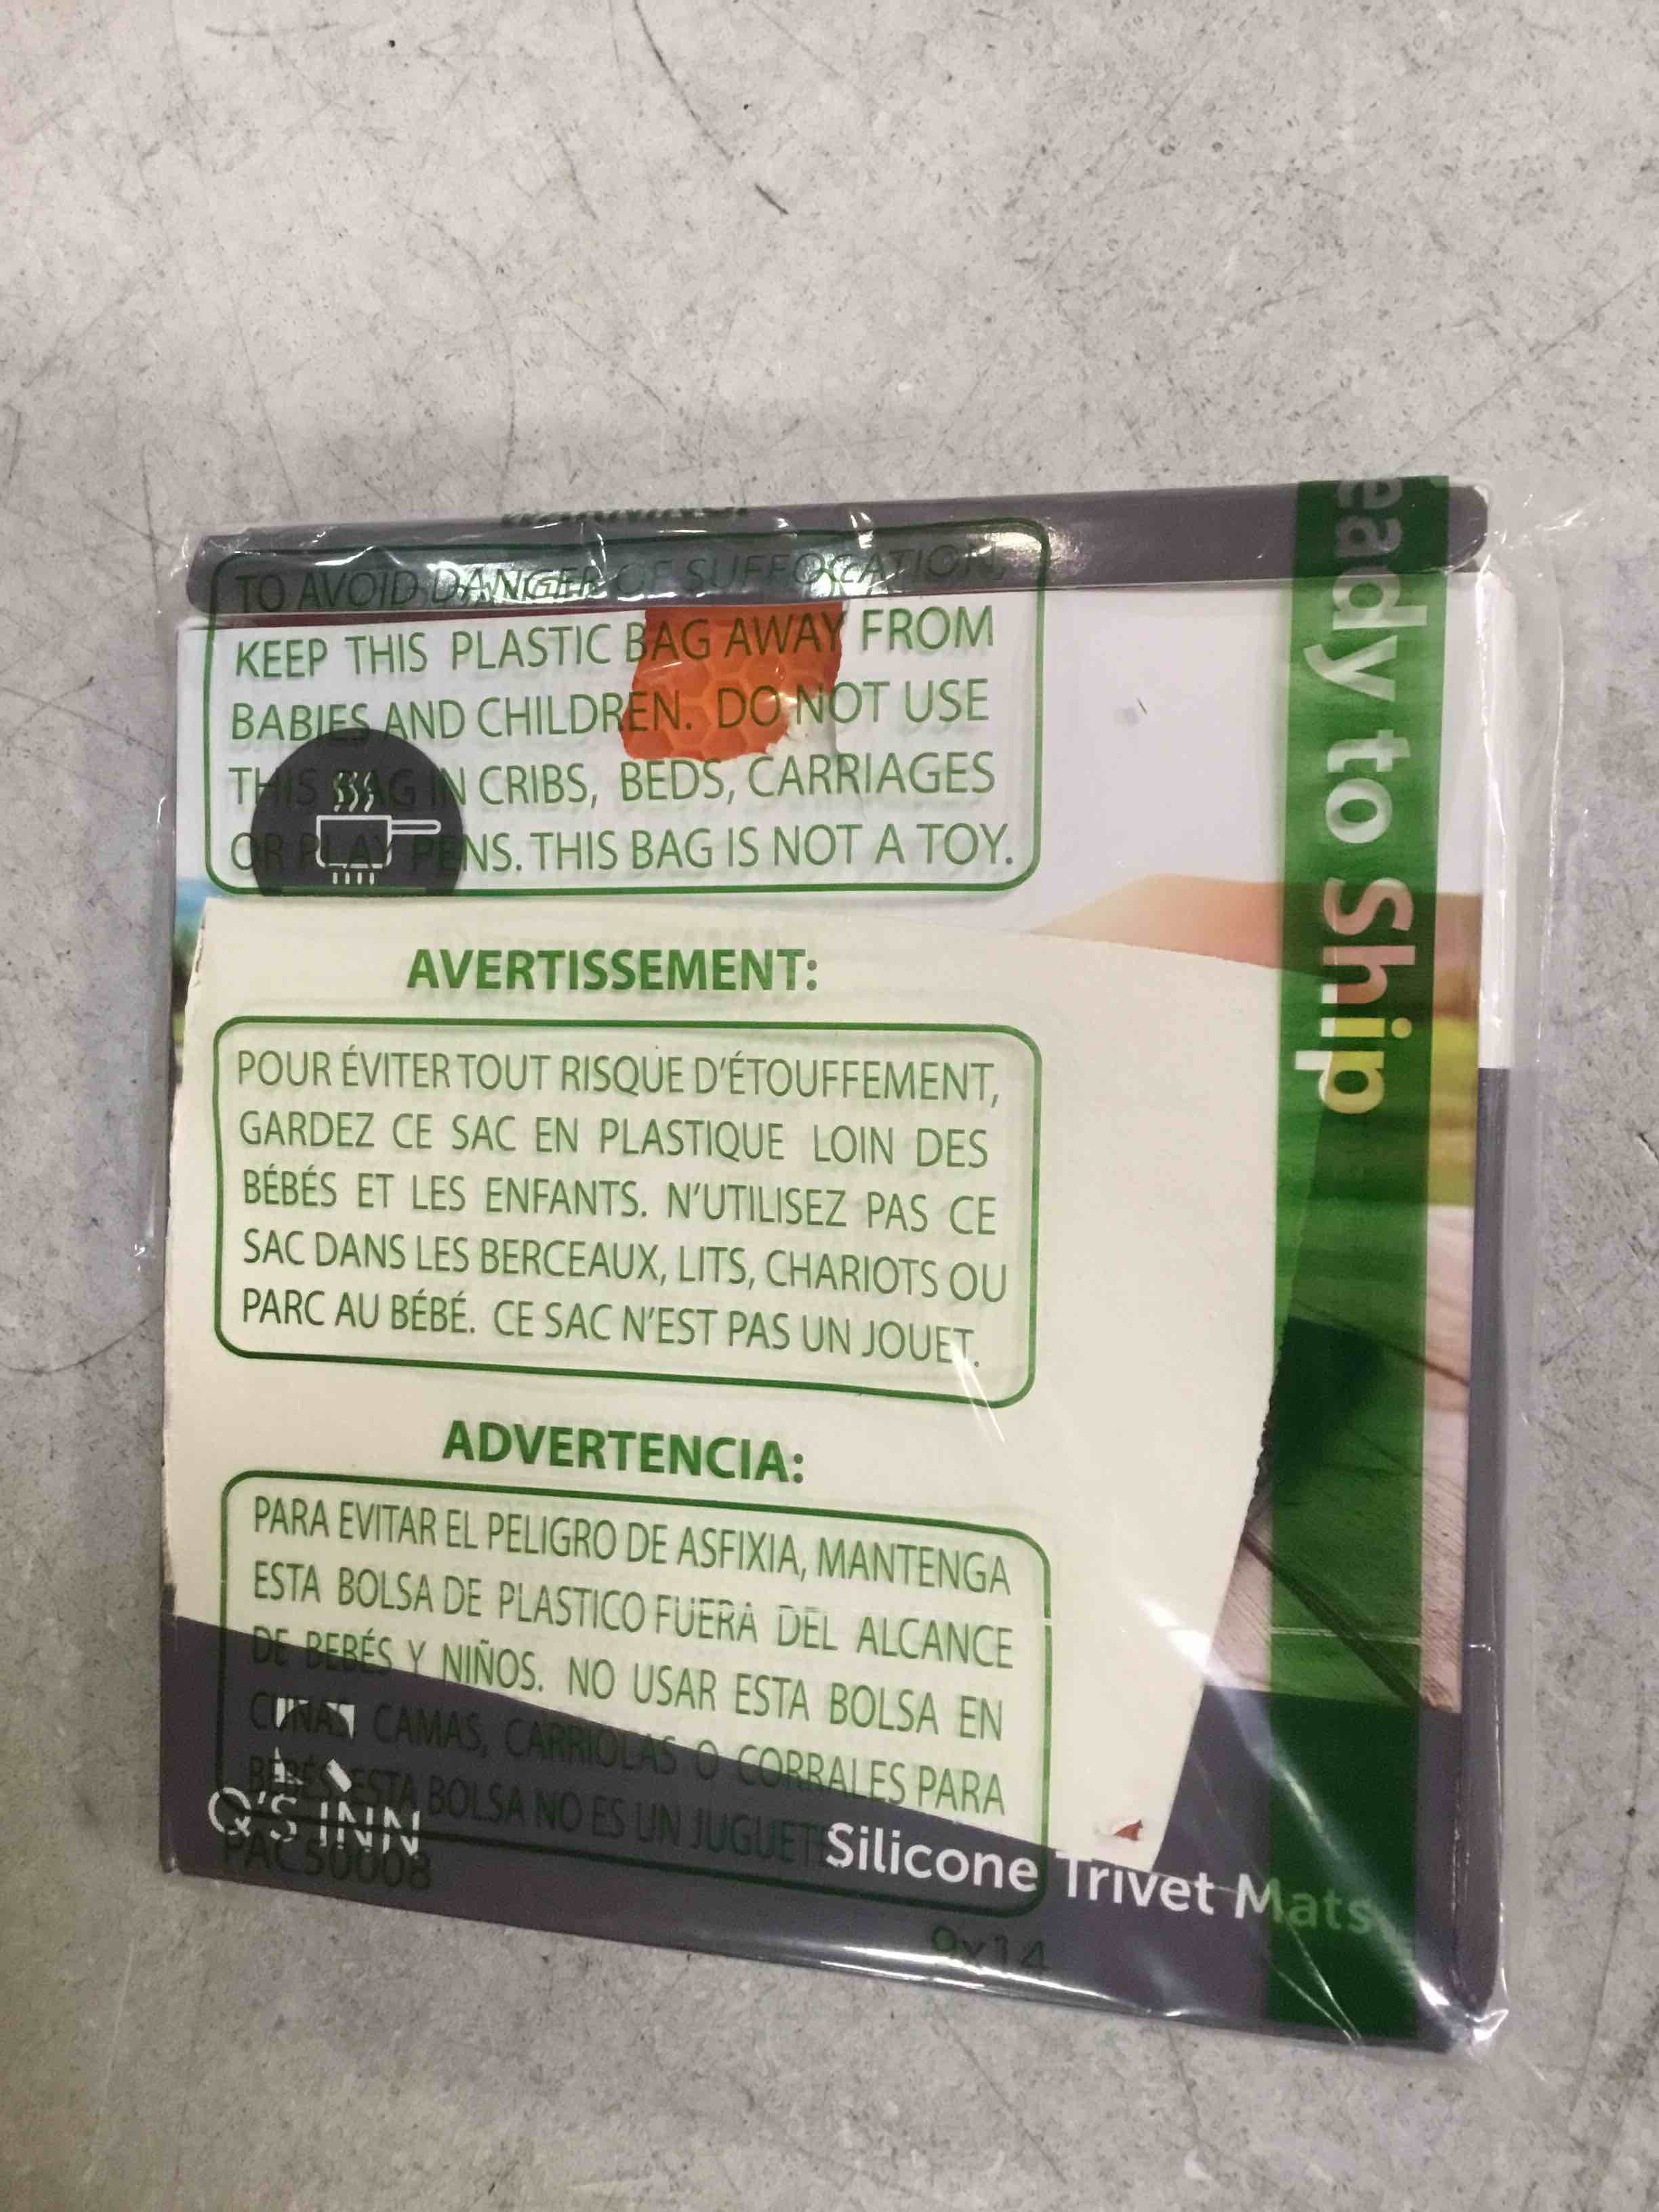 WARNING:
TO AVOID DANGER OF SUFFOCATION,
KEEP THIS PLASTIC BAG AWAY FROM
BABIES AND CHILDREN. DO NOT USE
THIS BAG IN CRIBS, BEDS, CARRIAGES
OR PLAY PENS. THIS BAG IS NOT A TOY.
AVERTISSEMENT:
POUR ÉVITER TOUT RISQUE D'ÉTOUFFEMENT,
GARDEZ CE SAC EN PLASTIQUE LOIN DES
BÉBÉS ET LES ENFANTS. N'UTILISEZ PAS CE
SAC DANS LES BERCEAUX, LITS, CHARIOTS OU
PARC AU BÉBÉ. CE SAC N'EST PAS UN JOUET.
ADVERTENCIA:
PARA EVITAR EL PELIGRO DE ASFIXIA, MANTENGA
ESTA BOLSA DE PLASTICO FUERA DEL ALCANCE
DE BEBÉS Y NIÑOS. NO USAR ESTA BOLSA EN
CUNAS, CAMAS, CARRIOLAS O CORRALES PARA
BEBÉS ESTA BOLSA NO ES UN JUGUETE
PAC50008
9x14
eady to Ship
Q'S INN
Silicone Trivet Mats